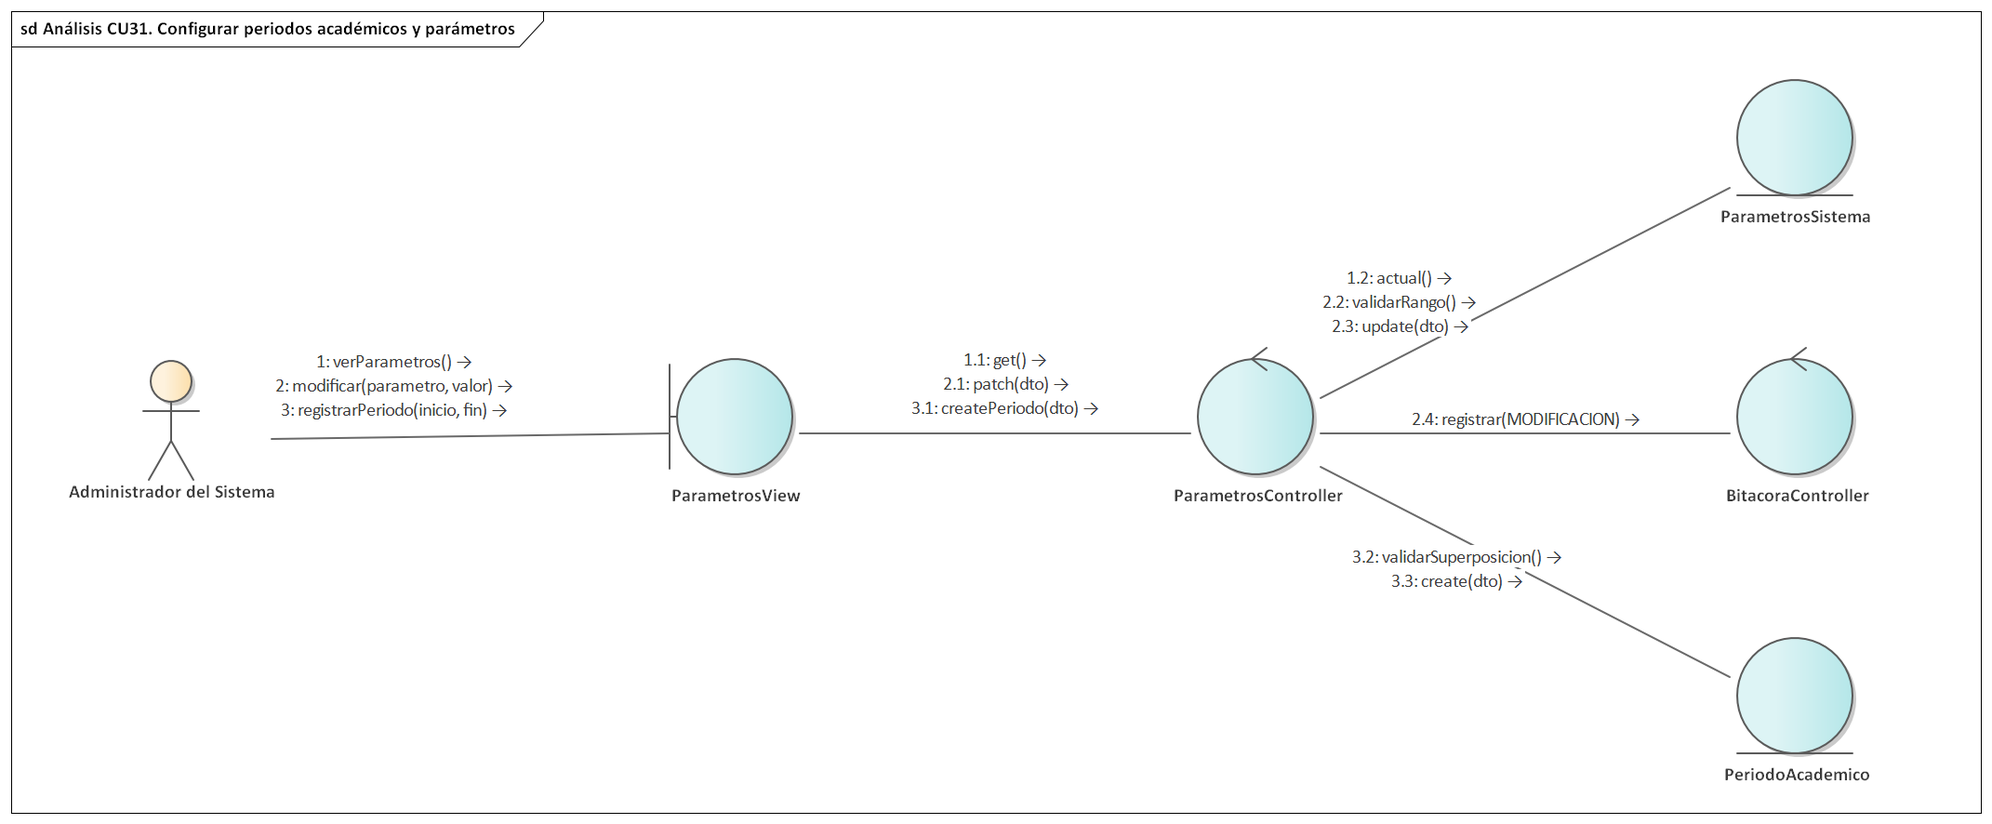 sd Análisis CU31. Configurar periodos académicos y parámetros
ParametrosSistema
1.2: actual() →
2.2: validarRango() →
2.3: update(dto) →
1: verParametros() →
2: modificar(parametro, valor) →
3: registrarPeriodo(inicio, fin) →
1.1: get() →
2.1: patch(dto) →
3.1: createPeriodo(dto) →
2.4: registrar(MODIFICACION) →
Administrador del Sistema
ParametrosView
ParametrosController
BitacoraController
3.2: validarSuperposicion() →
3.3: create(dto) →
PeriodoAcademico